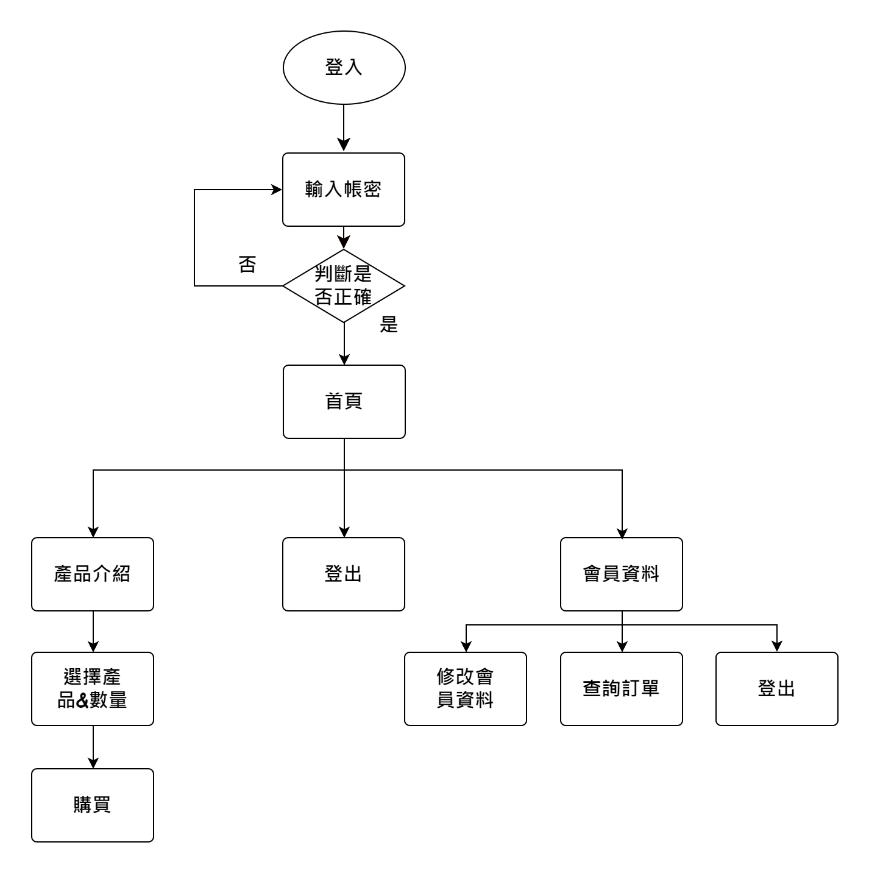 登入
輸入帳密
否
判斷是
否正確
是
首頁
產品介紹
登出
會員資料
選擇產
品&數量
修改會
員資料
查詢訂單
登出
購買